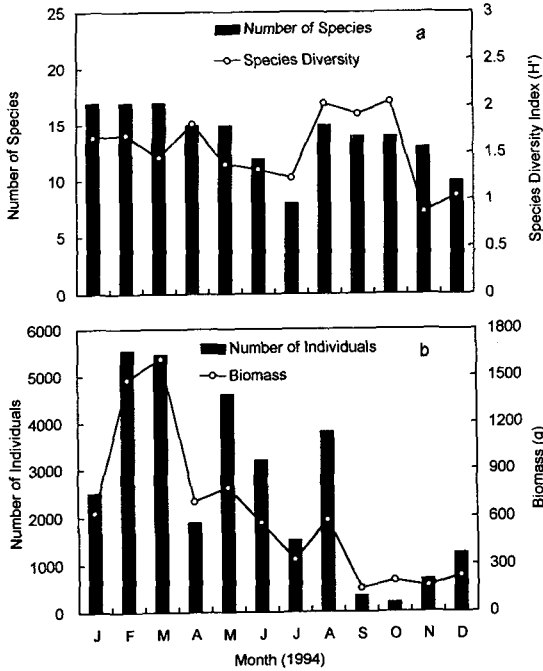 Number of Species
a
Species Diversity
25
20
15
10
5
0
Number of Species
3
2.5
2
1.5
1
0.5
0
Species Diversity Index (H')
Number of Individuals
b
Biomass
6000
5000
4000
3000
2000
1000
0
Number of Individuals
1800
1500
1200
900
600
300
0
Biomass (g)
J F M A M J J A S O N D
Month (1994)